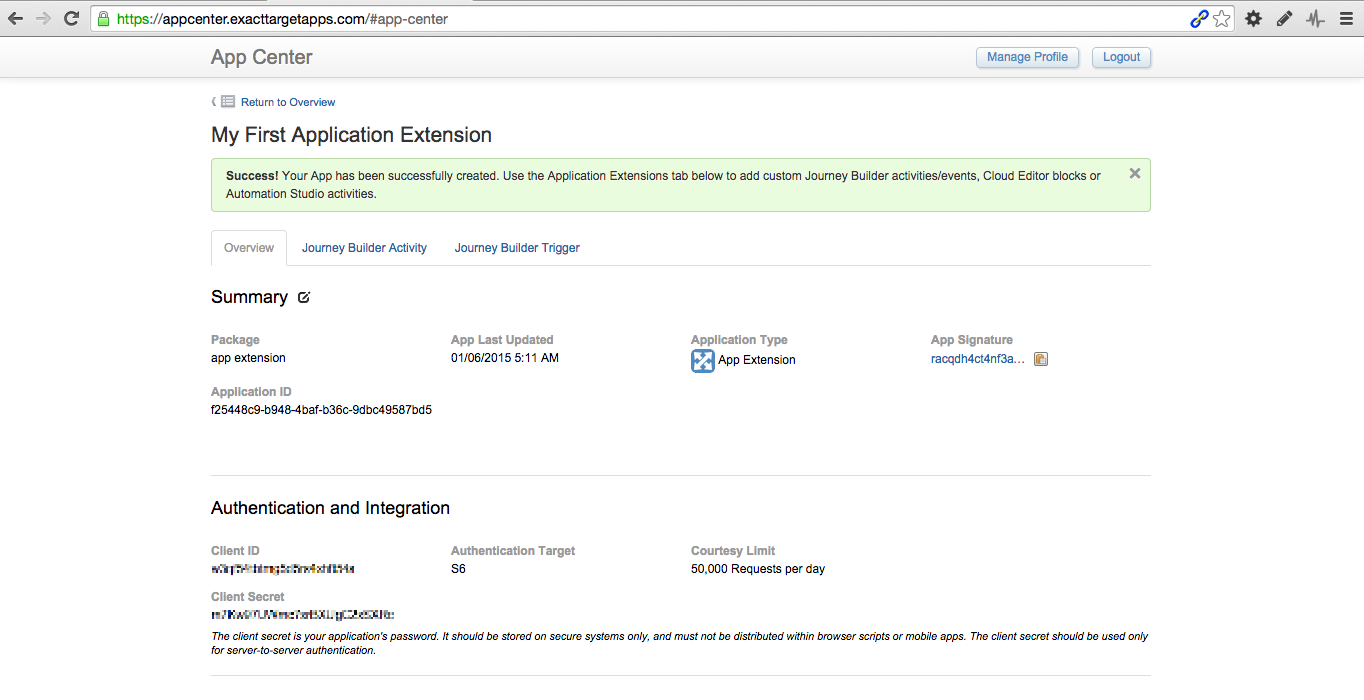 https://appcenter.exacttargetapps.com/#app-center
App Center
Manage Profile
Logout
Return to Overview
My First Application Extension
Success! Your App has been successfully created. Use the Application Extensions tab below to add custom Journey Builder activities/events, Cloud Editor blocks or
Automation Studio activities.
Overview Journey Builder Activity Journey Builder Trigger
Summary
Package App Last Updated Application Type App Signature
app extension 01/06/2015 5:11 AM App Extension racqdh4ct4nf3a...
Application ID
f25448c9-b948-4baf-b36c-9dbc49587bd5
Authentication and Integration
Client ID Authentication Target Courtesy Limit
S6 50,000 Requests per day
Client Secret
The client secret is your application's password. It should be stored on secure systems only, and must not be distributed within browser scripts or mobile apps. The client secret should be used only
for server-to-server authentication.